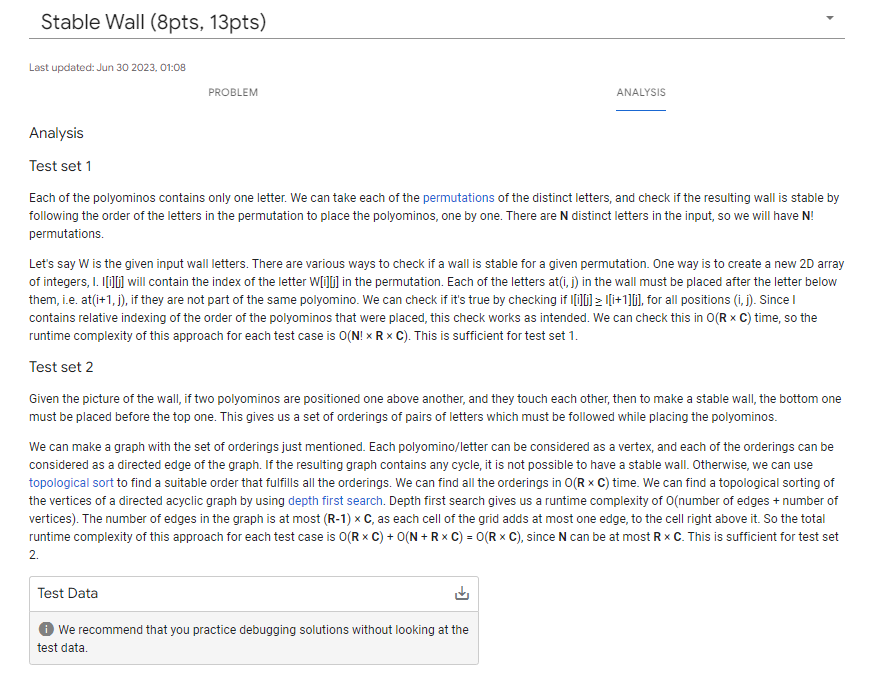 Stable Wall (8pts, 13pts)
Last updated: Jun 30 2023, 01:08
PROBLEM
ANALYSIS
Analysis
Test set 1
Each of the polyominos contains only one letter. We can take each of the permutations of the distinct letters, and check if the resulting wall is stable by
following the order of the letters in the permutation to place the polyominos, one by one. There are N distinct letters in the input, so we will have N!
permutations.
Let's say W is the given input wall letters. There are various ways to check if a wall is stable for a given permutation. One way is to create a new 2D array
of integers, I. I[i][j] will contain the index of the letter W[i][j] in the permutation. Each of the letters at(i, j) in the wall must be placed after the letter below
them, i.e. at(i+1, j), if they are not part of the same polyomino. We can check if it's true by checking if I[i][j] ≥ I[i+1][j], for all positions (i, j). Since I
contains relative indexing of the order of the polyominos that were placed, this check works as intended. We can check this in O(R × C) time, so the
runtime complexity of this approach for each test case is O(N! × R × C). This is sufficient for test set 1.
Test set 2
Given the picture of the wall, if two polyominos are positioned one above another, and they touch each other, then to make a stable wall, the bottom one
must be placed before the top one. This gives us a set of orderings of pairs of letters which must be followed while placing the polyominos.
We can make a graph with the set of orderings just mentioned. Each polyomino/letter can be considered as a vertex, and each of the orderings can be
considered as a directed edge of the graph. If the resulting graph contains any cycle, it is not possible to have a stable wall. Otherwise, we can use
topological sort to find a suitable order that fulfills all the orderings. We can find all the orderings in O(R × C) time. We can find a topological sorting of
the vertices of a directed acyclic graph by using depth first search. Depth first search gives us a runtime complexity of O(number of edges + number of
vertices). The number of edges in the graph is at most (R-1) × C, as each cell of the grid adds at most one edge, to the cell right above it. So the total
runtime complexity of this approach for each test case is O(R × C) + O(N + R × C) = O(R × C), since N can be at most R × C. This is sufficient for test set
2.
Test Data
We recommend that you practice debugging solutions without looking at the
test data.